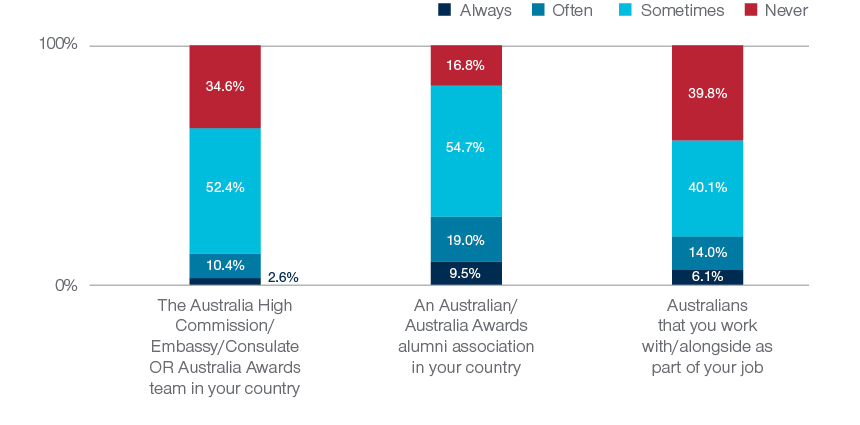 Always Often Sometimes Never
100%
34.6% 16.8% 39.8%
52.4% 54.7% 40.1%
10.4% 19.0% 14.0%
2.6% 9.5% 6.1%
0%
The Australia High
Commission/
Embassy/Consulate
OR Australia Awards
team in your country
An Australian/
Australia Awards
alumni association
in your country
Australians
that you work
with/alongside as
part of your job